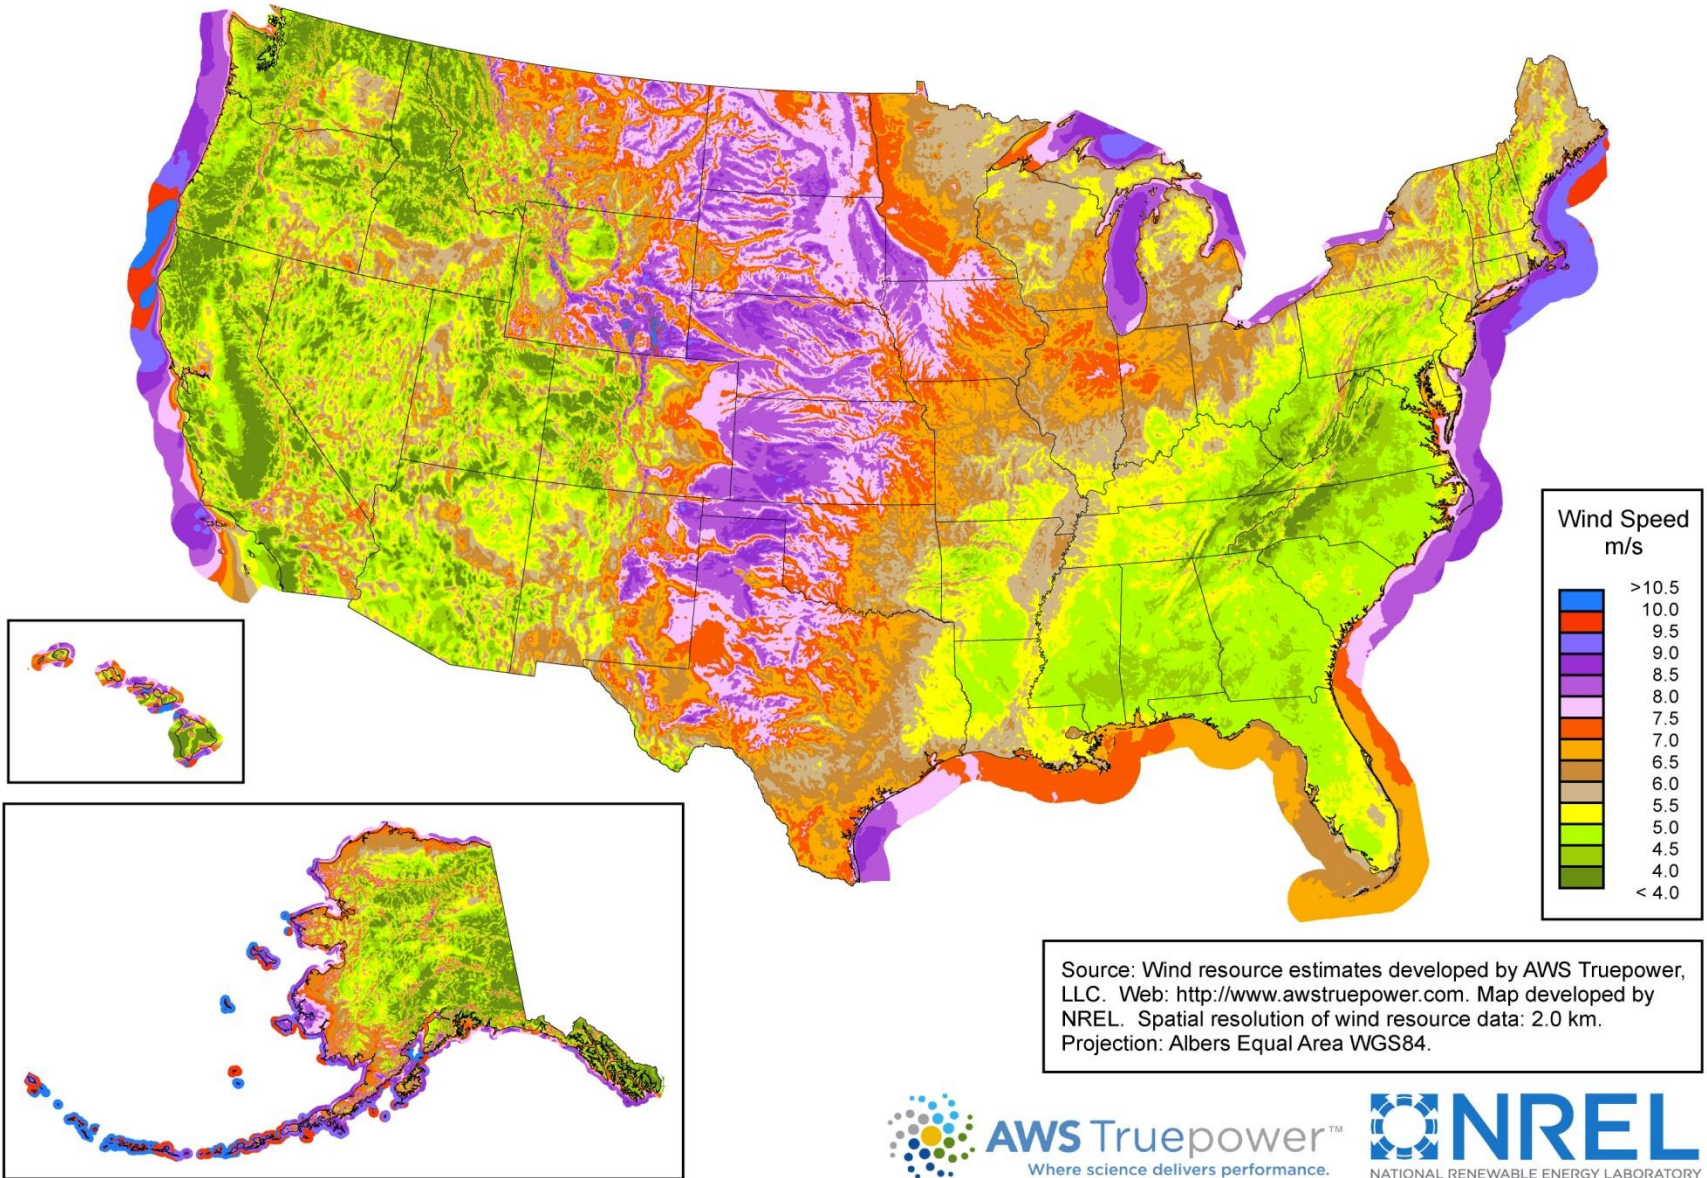 Wind Speed
m/s
>10.5
10.0
9.5
9.0
8.5
8.0
7.5
7.0
6.5
6.0
5.5
5.0
4.5
4.0
< 4.0
Source: Wind resource estimates developed by AWS Truepower,
LLC. Web: http://www.awstruepower.com. Map developed by
NREL. Spatial resolution of wind resource data: 2.0 km.
Projection: Albers Equal Area WGS84.
AWS Truepower™
Where science delivers performance.
NREL
NATIONAL RENEWABLE ENERGY LABORATORY